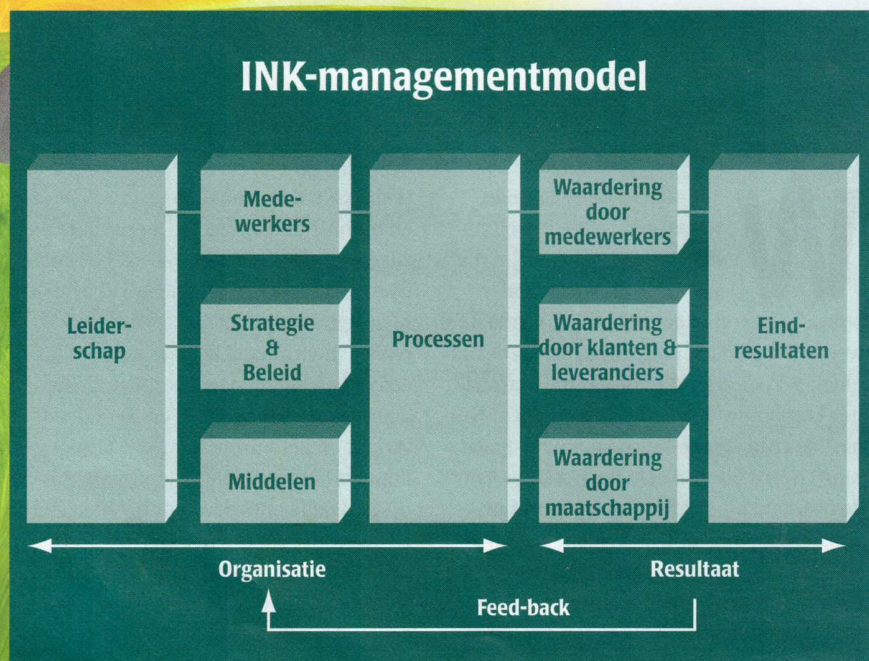 INK-managementmodel
Leider-
schap
Mede-
werkers
Strategie
&
Beleid
Middelen
Processen
Waardering
door
medewerkers
Waardering
door klanten &
leveranciers
Waardering
door
maatschappij
Eind-
resultaten
Organisatie
Resultaat
Feed-back